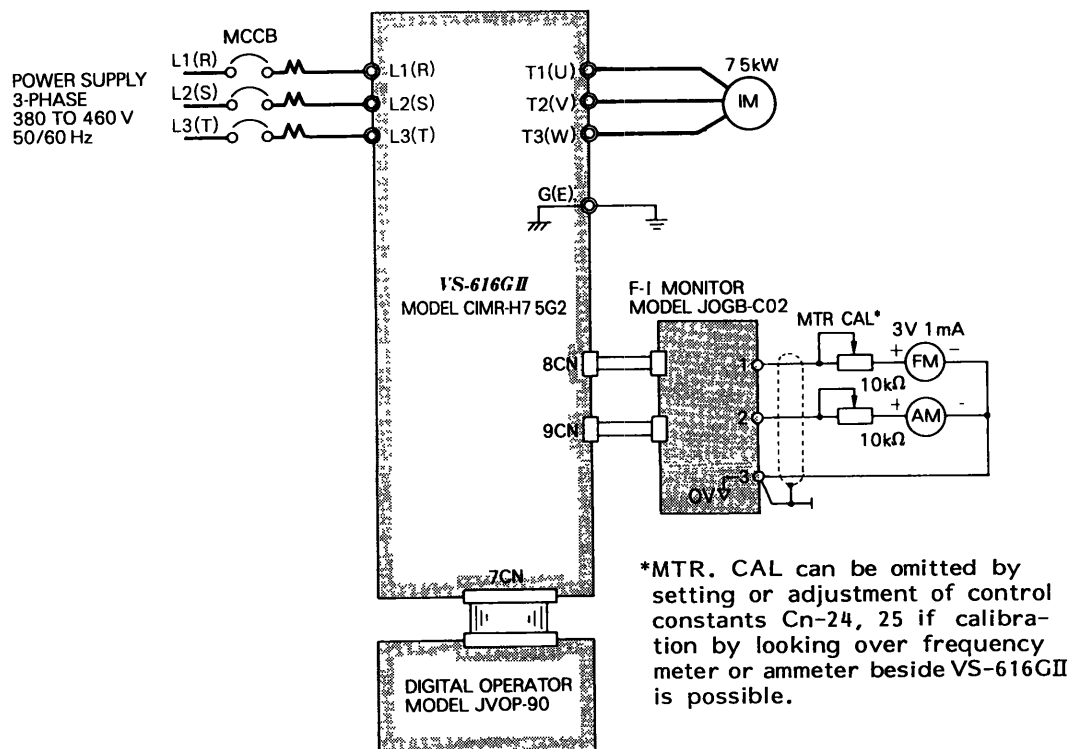 MCCB
L1(R)
L2(S)
L3(T)
POWER SUPPLY
3-PHASE
380 TO 460 V
50/60 Hz
L1(R)
L2(S)
L3(T)
T1(U)
T2(V)
T3(W)
7 5kW
IM
G(E)
VS-616GII
MODEL CIMR-H7 5G2
F-I MONITOR
MODEL JOGB-C02
MTR CAL*
3V 1mA
8CN
1
+
FM
-
10kΩ
9CN
2
+
AM
-
10kΩ
3
0V
7CN
DIGITAL OPERATOR
MODEL JVOP-90
*MTR. CAL can be omitted by
setting or adjustment of control
constants Cn-24, 25 if calibra-
tion by looking over frequency
meter or ammeter beside VS-616GII
is possible.